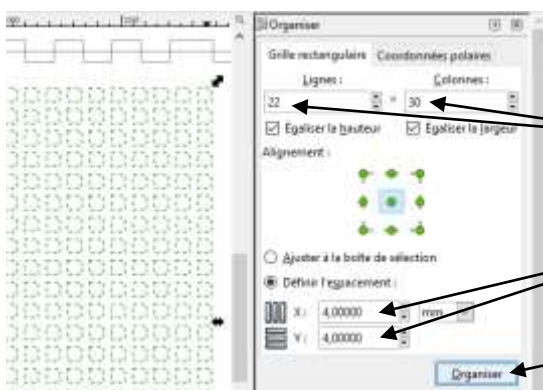 Organiser
Grille rectangulaire Coordonnées polaires
Lignes : Colonnes :
22 × 30
Egaliser la hauteur Egaliser la largeur
Alignement :
Ajuster à la boîte de sélection
Définir l'espacement :
X : 4,00000 mm
Y : 4,00000
Organiser